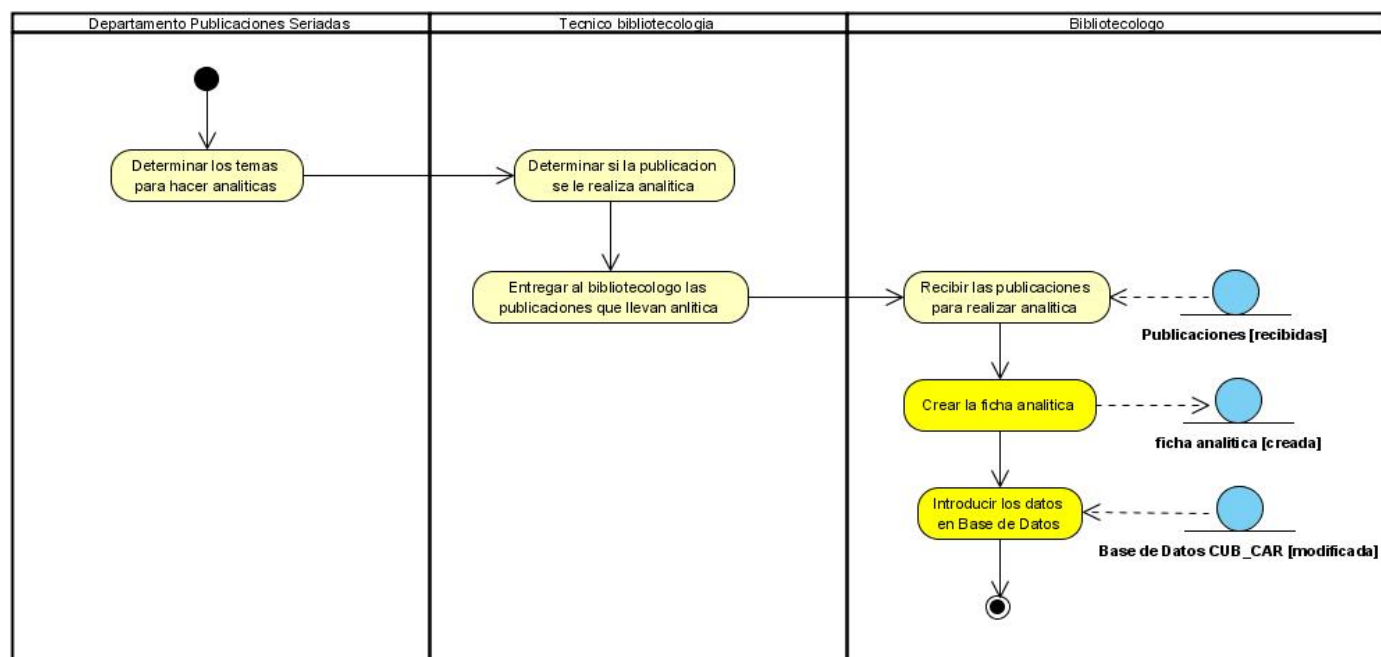 Departamento Publicaciones Seriadas
Tecnico bibliotecologia
Bibliotecologo
Determinar los temas
para hacer analiticas
Determinar si la publicacion
se le realiza analitica
Entregar al bibliotecologo las
publicaciones que llevan anlitica
Recibir las publicaciones
para realizar analitica
Publicaciones [recibidas]
Crear la ficha analitica
ficha analitica [creada]
Introducir los datos
en Base de Datos
Base de Datos CUB_CAR [modificada]